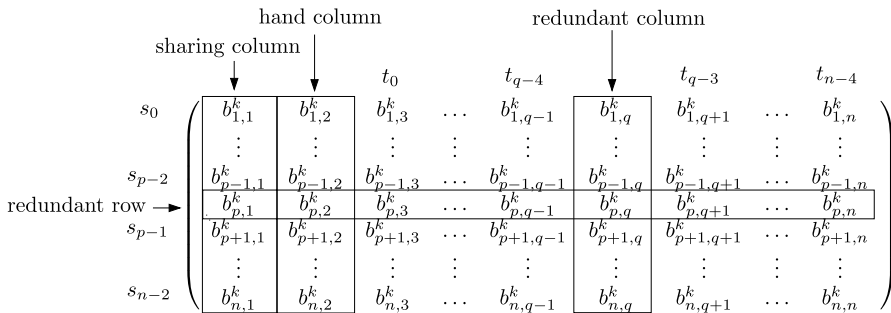 hand column redundant column
sharing column
t_0 t_{q-4} t_{q-3} t_{n-4}
s_0 b^k_{1,1} b^k_{1,2} b^k_{1,3} … b^k_{1,q-1} b^k_{1,q} b^k_{1,q+1} … b^k_{1,n}
⋮ ⋮ ⋮ ⋮ ⋮ ⋮ ⋮ ⋮ ⋮
s_{p-2} b^k_{p-1,1} b^k_{p-1,2} b^k_{p-1,3} … b^k_{p-1,q-1} b^k_{p-1,q} b^k_{p-1,q+1} … b^k_{p-1,n}
redundant row b^k_{p,1} b^k_{p,2} b^k_{p,3} … b^k_{p,q-1} b^k_{p,q} b^k_{p,q+1} … b^k_{p,n}
s_{p-1} b^k_{p+1,1} b^k_{p+1,2} b^k_{p+1,3} … b^k_{p+1,q-1} b^k_{p+1,q} b^k_{p+1,q+1} … b^k_{p+1,n}
⋮ ⋮ ⋮ ⋮ ⋮ ⋮ ⋮ ⋮ ⋮
s_{n-2} b^k_{n,1} b^k_{n,2} b^k_{n,3} … b^k_{n,q-1} b^k_{n,q} b^k_{n,q+1} … b^k_{n,n}